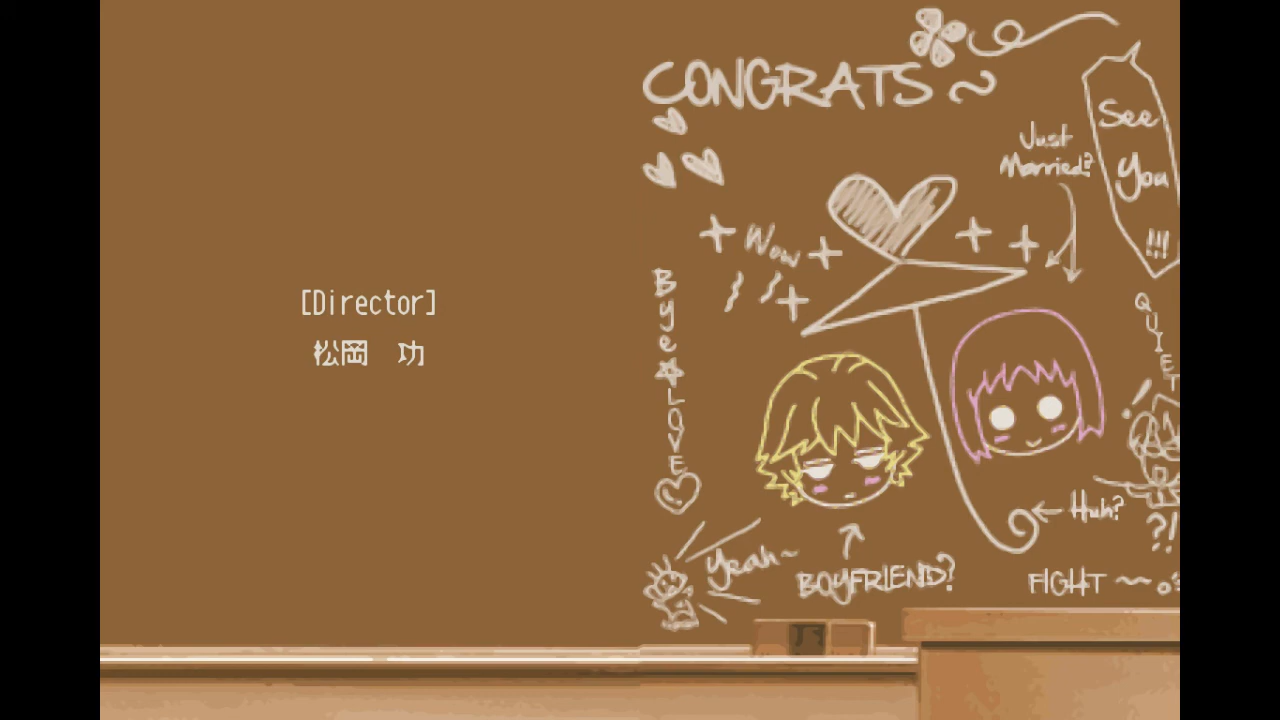 [Director]
松岡　功
CONGRATS~
Just
Married?
See
You
!!!
Wow
Bye☆LOVE
QUIET
Huh?
?!
Yeah~
BOYFRIEND?
FIGHT~